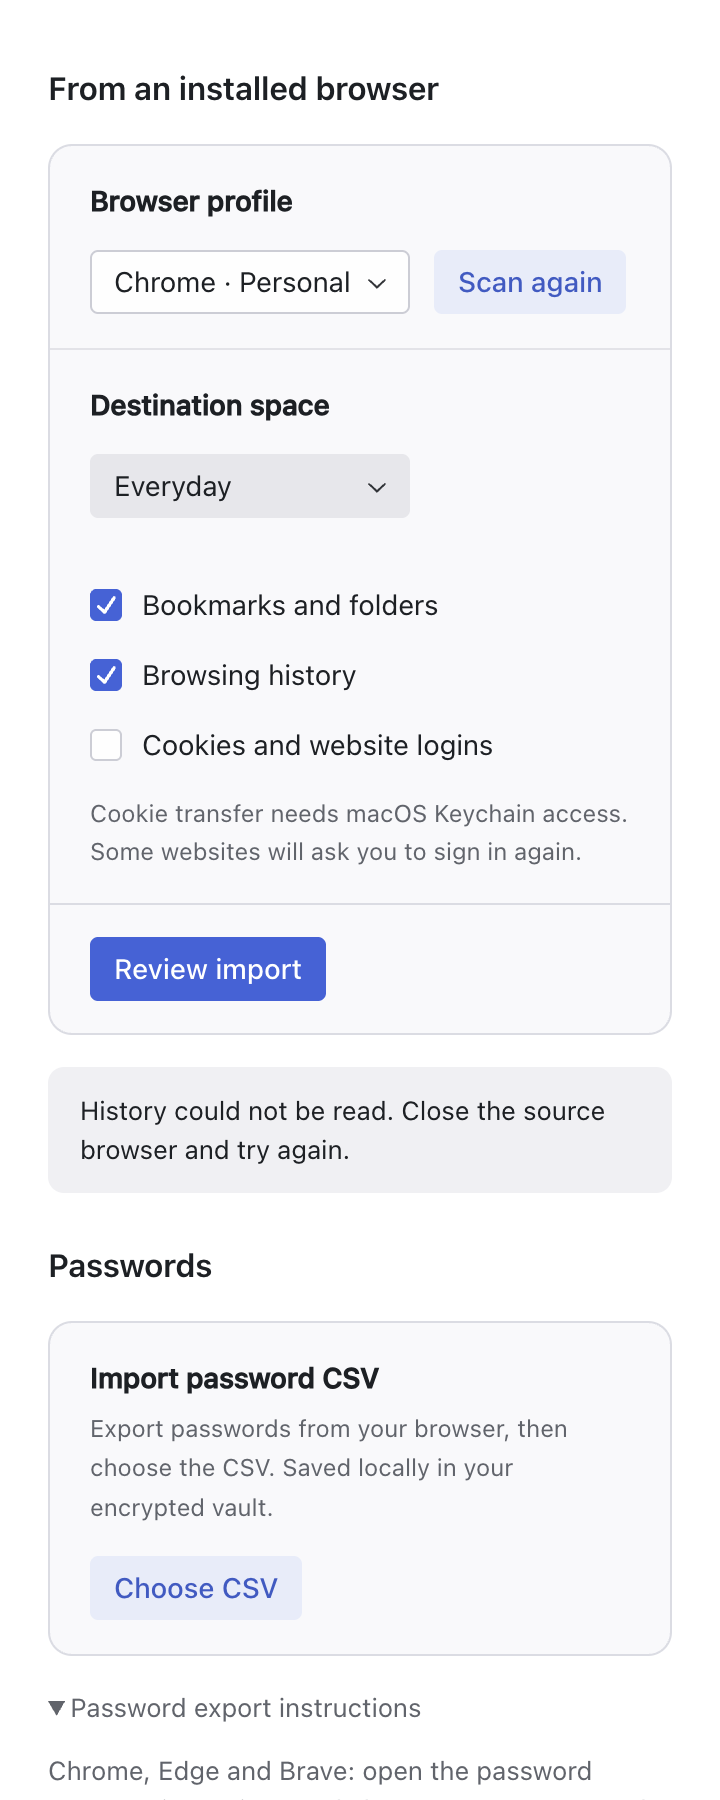 From an installed browser
Browser profile
Chrome · Personal
Scan again
Destination space
Everyday
Bookmarks and folders
Browsing history
Cookies and website logins
Cookie transfer needs macOS Keychain access.
Some websites will ask you to sign in again.
Review import
History could not be read. Close the source
browser and try again.
Passwords
Import password CSV
Export passwords from your browser, then
choose the CSV. Saved locally in your
encrypted vault.
Choose CSV
Password export instructions
Chrome, Edge and Brave: open the password